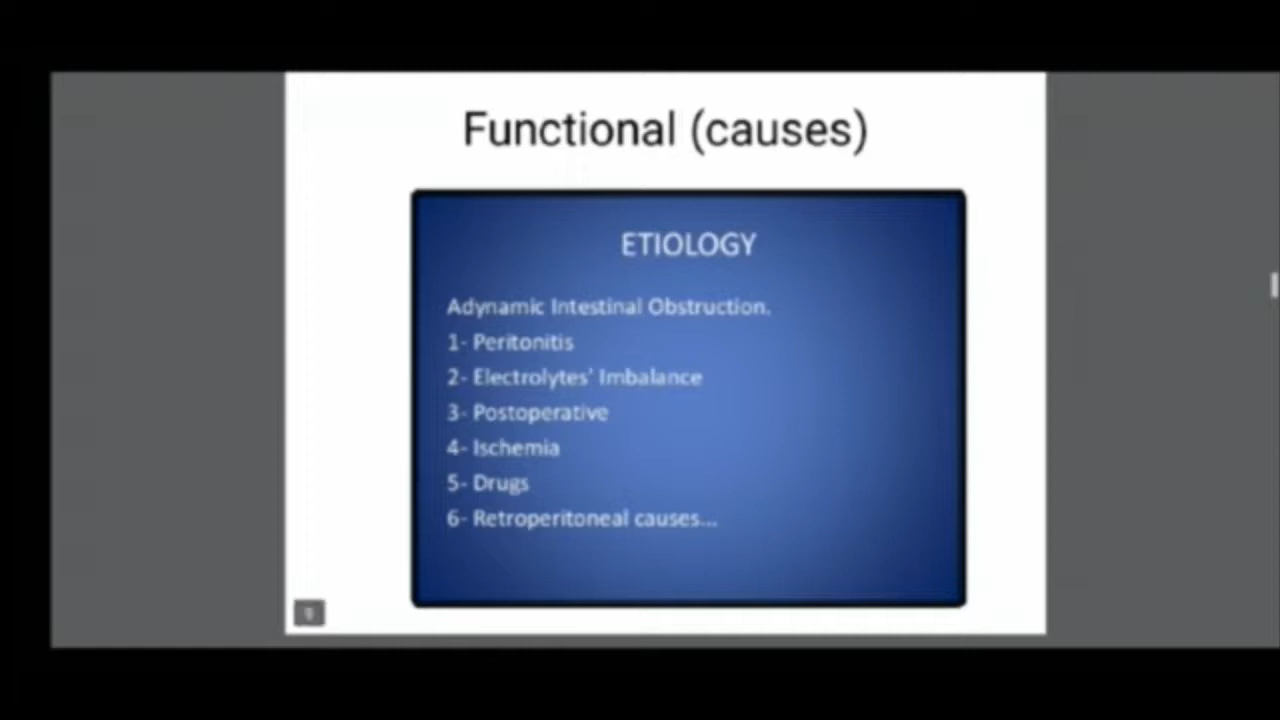 Functional (causes)
ETIOLOGY
Adynamic Intestinal Obstruction.
1- Peritonitis
2- Electrolytes' Imbalance
3- Postoperative
4- Ischemia
5- Drugs
6- Retroperitoneal causes...